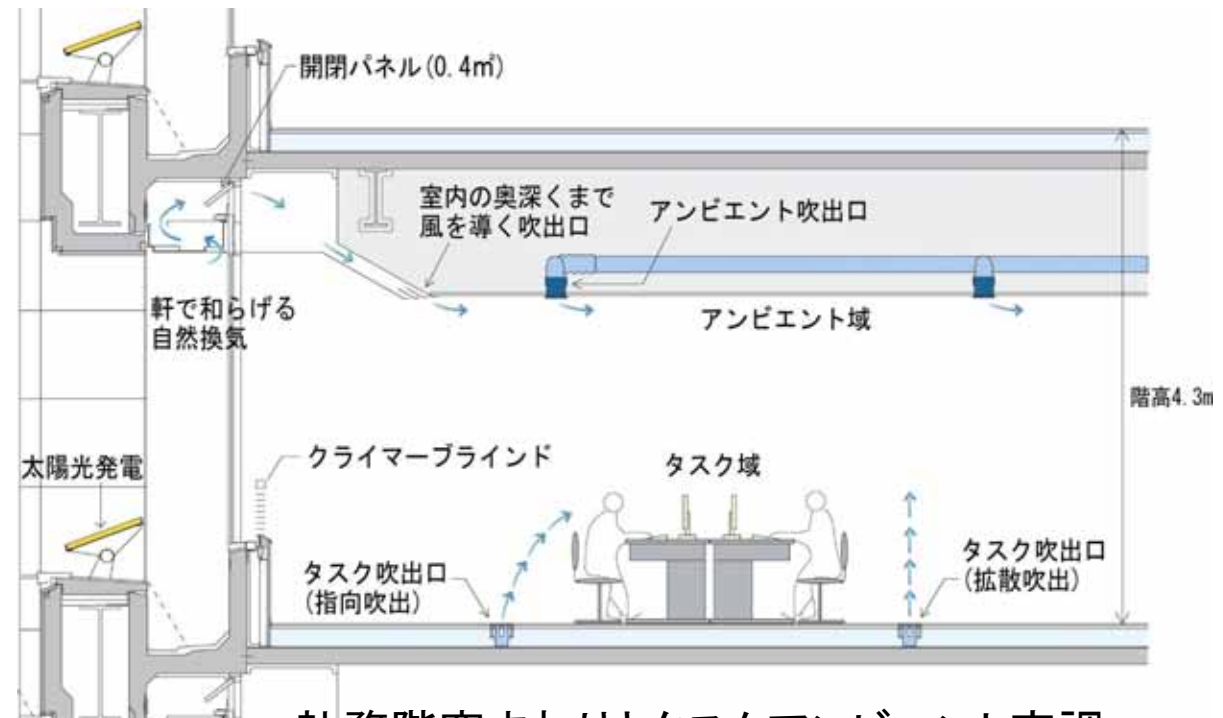 開閉パネル(0.4㎡)
室内の奥深くまで
風を導く吹出口
アンビエント吹出口
軒で和らげる
自然換気
アンビエント域
階高4.3m
太陽光発電
クライマーブラインド
タスク域
タスク吹出口
(指向吹出)
タスク吹出口
(拡散吹出)